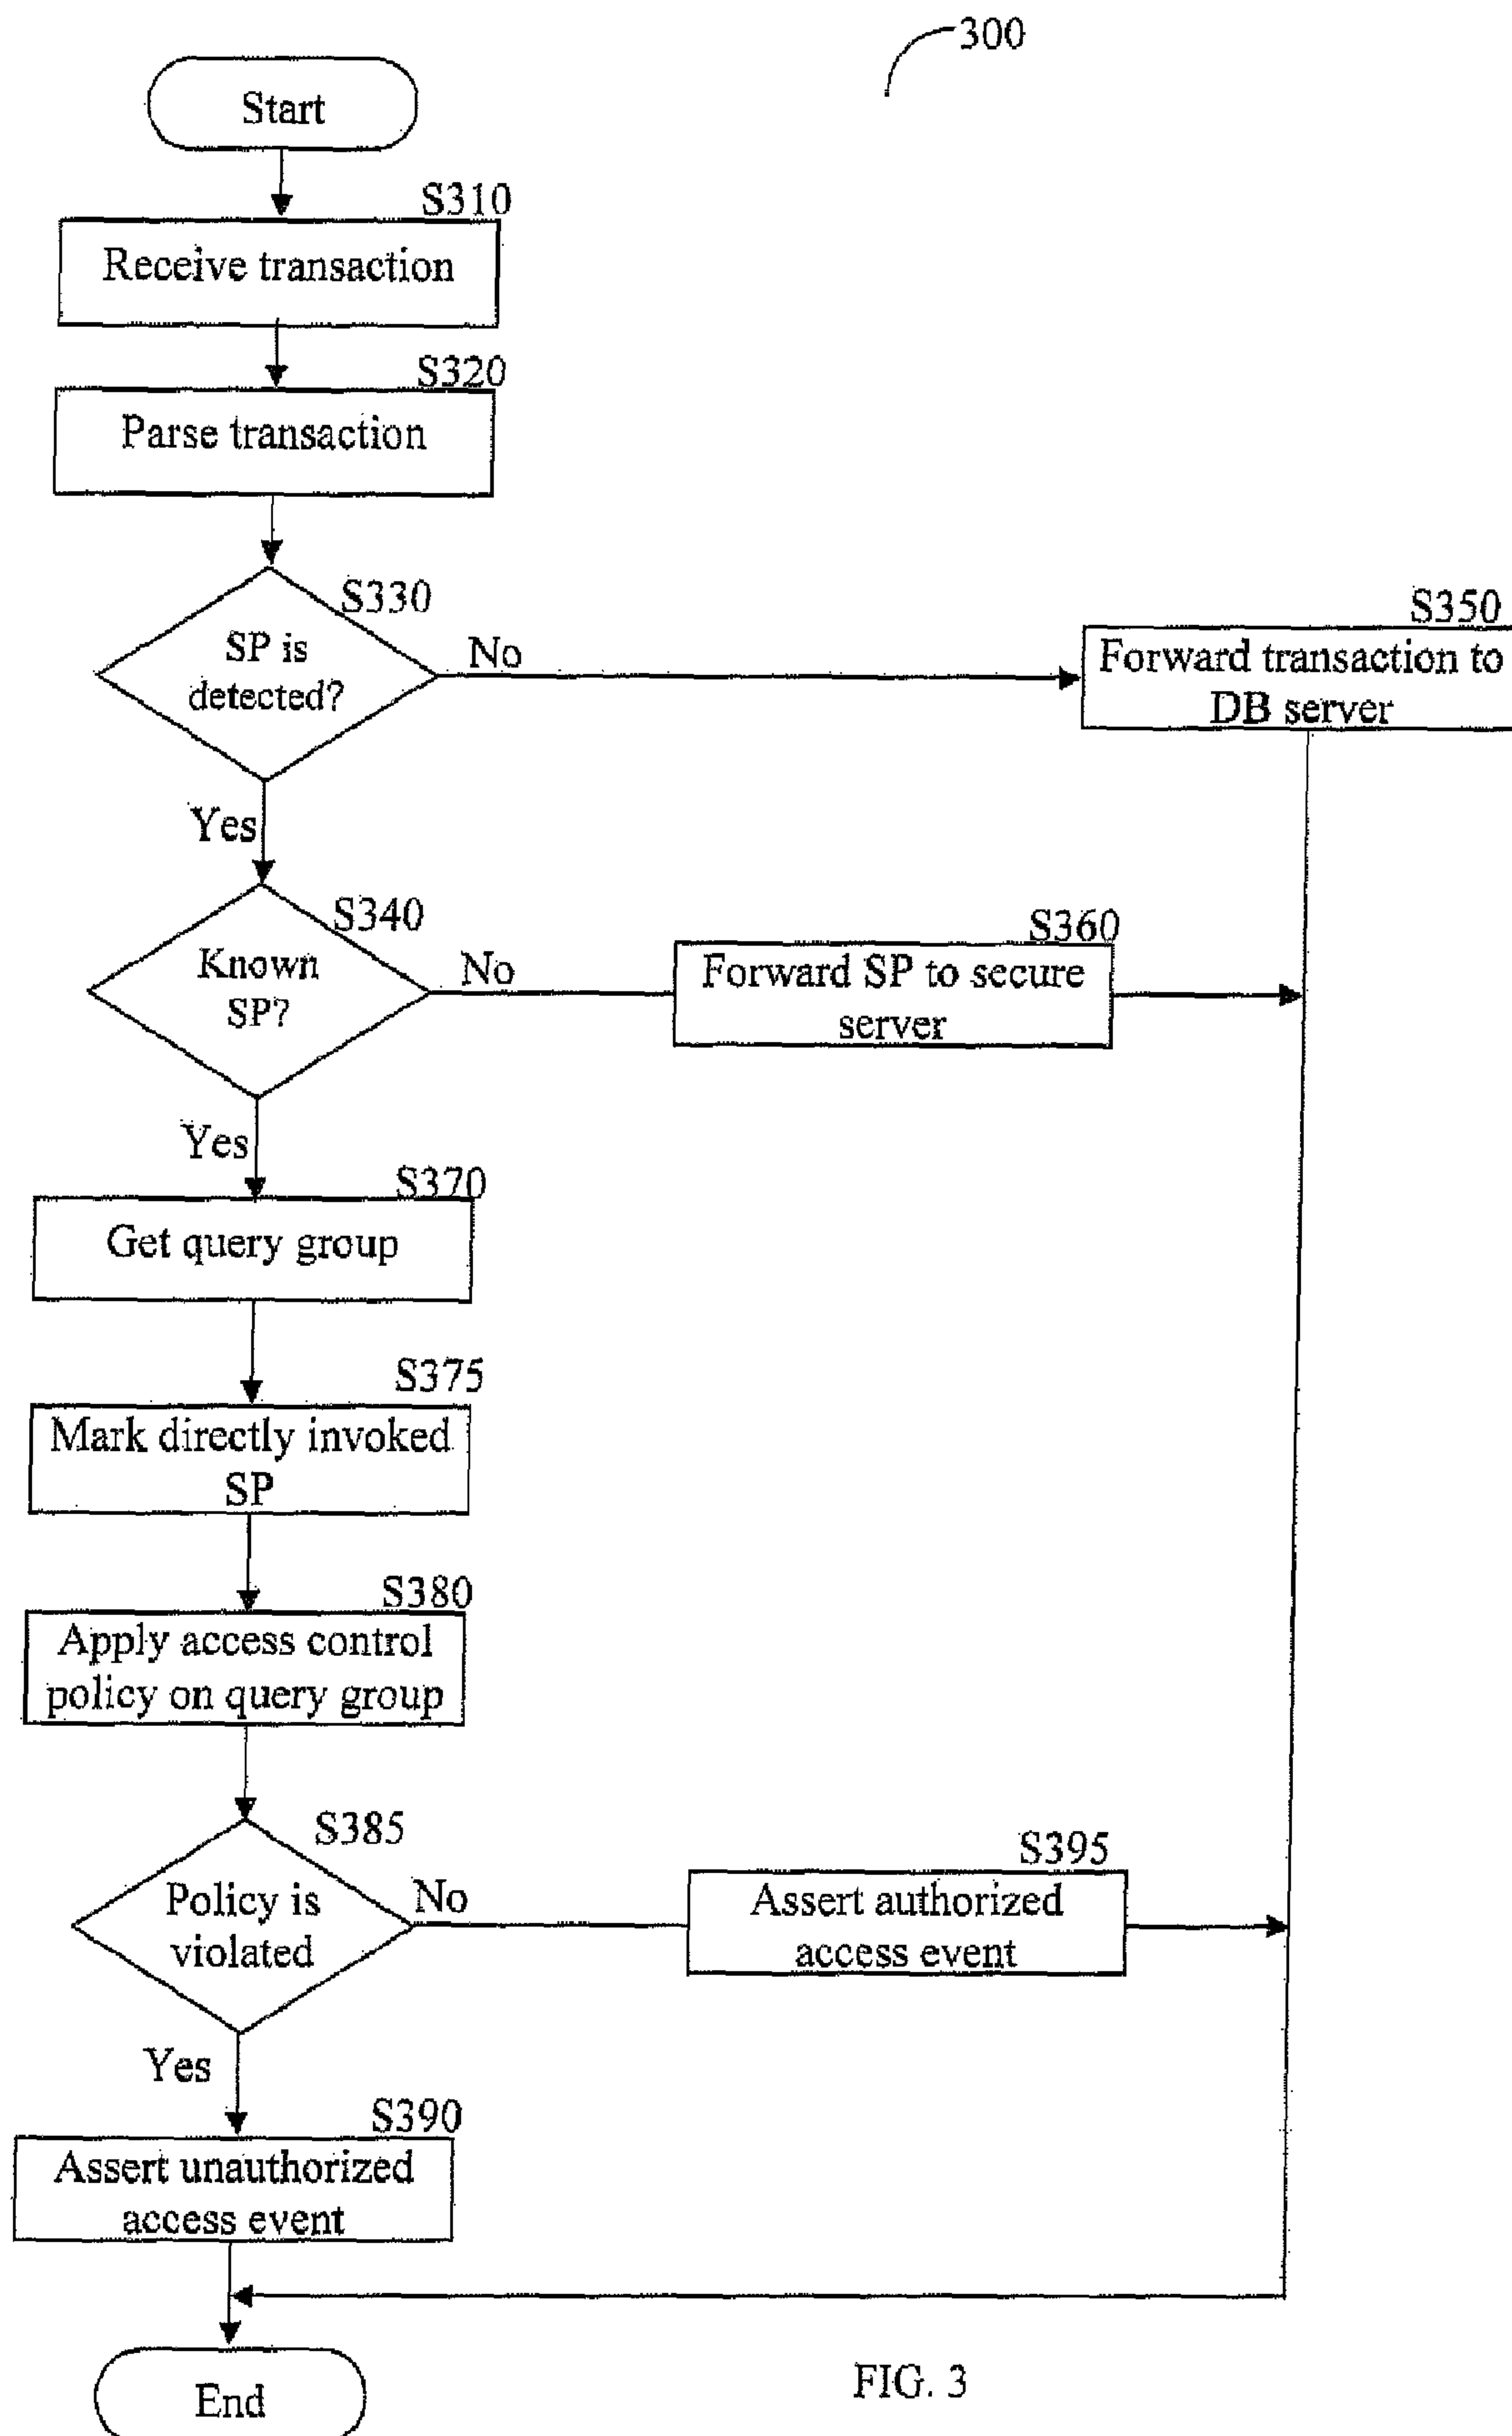 300
Start
S310
Receive transaction
S320
Parse transaction
S330
SP is
detected?
No
S350
Forward transaction to
DB server
Yes
S340
Known
SP?
No
S360
Forward SP to secure
server
Yes
S370
Get query group
S375
Mark directly invoked
SP
S380
Apply access control
policy on query group
S385
Policy is
violated
No
S395
Assert authorized
access event
Yes
S390
Assert unauthorized
access event
End
FIG. 3